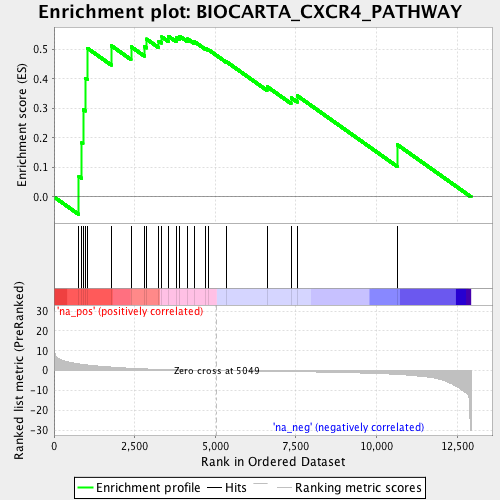 Enrichment plot: BIOCARTA_CXCR4_PATHWAY
Enrichment score (ES)
0.5
0.4
0.3
0.2
0.1
0.0
'na_pos' (positively correlated)
Ranked list metric (PreRanked)
30
20
10
0
-10
-20
-30
Zero cross at 5049
'na_neg' (negatively correlated)
0
2,500
5,000
7,500
10,000
12,500
Rank in Ordered Dataset
Enrichment profile
Hits
Ranking metric scores